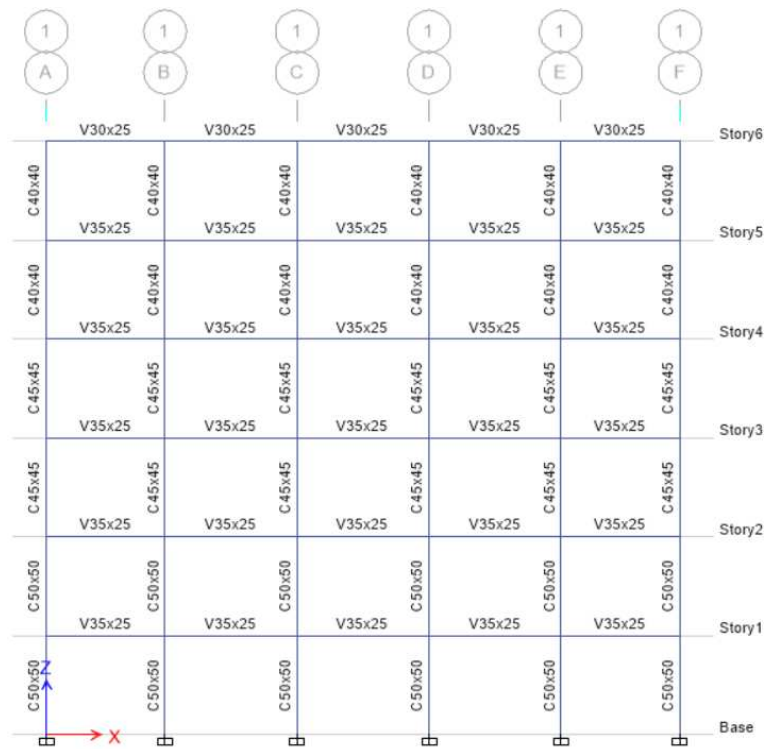 1 1 1 1 1 1
A B C D E F
V30x25 V30x25 V30x25 V30x25 V30x25 Story6
C40x40 C40x40 C40x40 C40x40 C40x40 C40x40
V35x25 V35x25 V35x25 V35x25 V35x25 Story5
C40x40 C40x40 C40x40 C40x40 C40x40 C40x40
V35x25 V35x25 V35x25 V35x25 V35x25 Story4
C45x45 C45x45 C45x45 C45x45 C45x45 C45x45
V35x25 V35x25 V35x25 V35x25 V35x25 Story3
C45x45 C45x45 C45x45 C45x45 C45x45 C45x45
V35x25 V35x25 V35x25 V35x25 V35x25 Story2
C50x50 C50x50 C50x50 C50x50 C50x50 C50x50
V35x25 V35x25 V35x25 V35x25 V35x25 Story1
C50x50 C50x50 C50x50 C50x50 C50x50 C50x50
Z
X Base